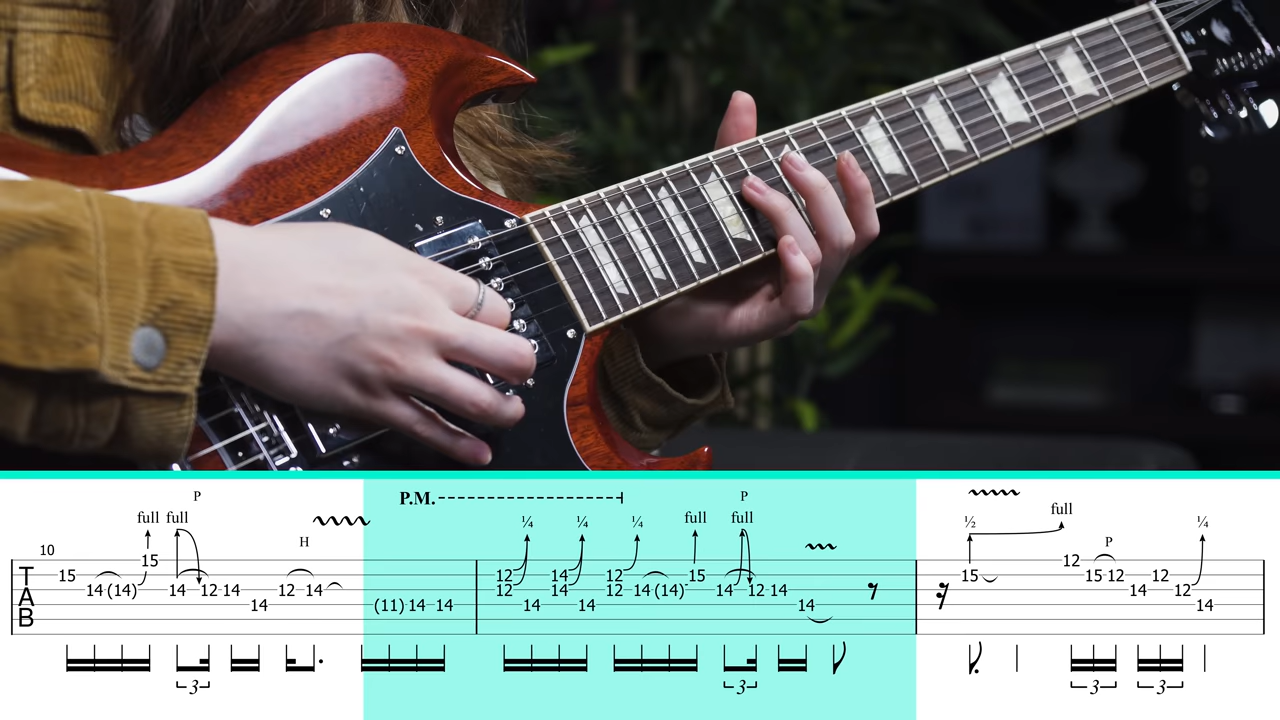 P
P.M.
P
full full
¼ ¼ ¼ full full
½ full ¼
H
P
10
15 12
T 15 12 14 12 15 15 15 12 12
A 14 (14) 14 12 14 12 14 12 14 12 14 (14) 14 12 14 14 12
B 14 (11) 14 14 14 14 14 14
3 3 3 3